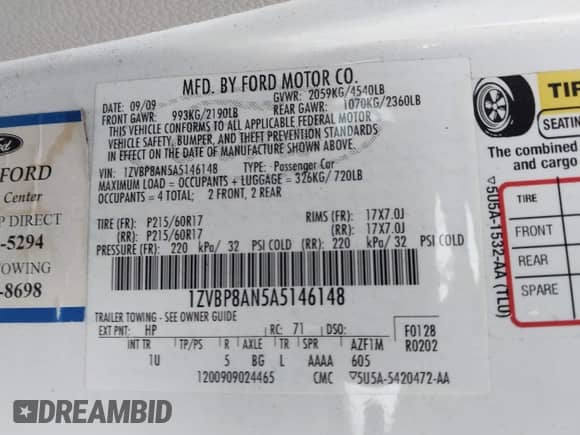 MFD. BY FORD MOTOR CO.
09/09 GVWR: 2059KG/4540LB
FRONT GAWR: 993KG/2190LB REAR GAWR: 1070KG/2360LB
THIS VEHICLE CONFORMS TO ALL APPLICABLE FEDERAL MOTOR
VEHICLE SAFETY, BUMPER, AND THEFT PREVENTION STANDARDS
IN EFFECT ON THE DATE OF MANUFACTURE SHOWN ABOVE.
VIN: 1ZVBP8AN5A5146148 TYPE: Passenger Car
MAXIMUM LOAD = OCCUPANTS + LUGGAGE = 326KG/720LB
OCCUPANTS = 4 TOTAL; 2 FRONT, 2 REAR
TIRE (FR): P215/60R17 RIMS (FR): 17X7.0J
(RR): P215/60R17 (RR): 17X7.0J
PRESSURE (FR): 220 kPa/ 32 PSI COLD (RR): 220 kPa/ 32 PSI COLD
1ZVBP8AN5A5146148
TRAILER TOWING - SEE OWNER GUIDE
EXT PNT: HP RC: 71 DSO: F0128
INT TR TP/PS R AXLE TR SPR AZF1M R0202
1U 5 BG L AAAA 605
1200909024465 CMC ▽5U5A-5420472-AA
Ford
FORD
Center
P DIRECT
-5294
TOWING
-8698
▽5U5A-1532-AA (TLU)
TIR
SEATIN
The combined
and cargo
TIRE
FRONT
REAR
SPARE
DREAMBID